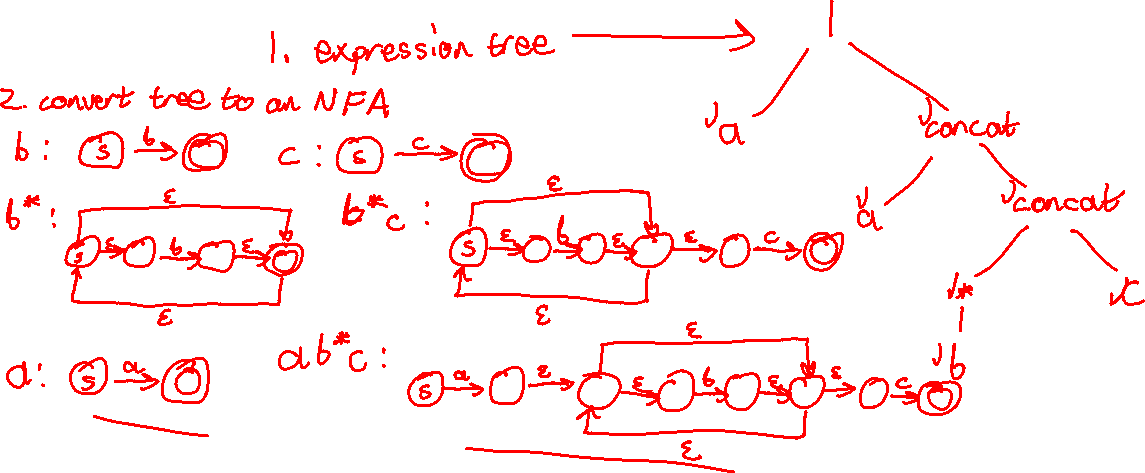 1. expression tree
|
2. convert tree to an NFA
a concat
b: s b c: s c
a concat
b*: ε s ε b ε ε
b*c: ε s ε b ε ε c ε
* c
b
a: s a
ab*c: s a ε ε ε b ε ε c ε